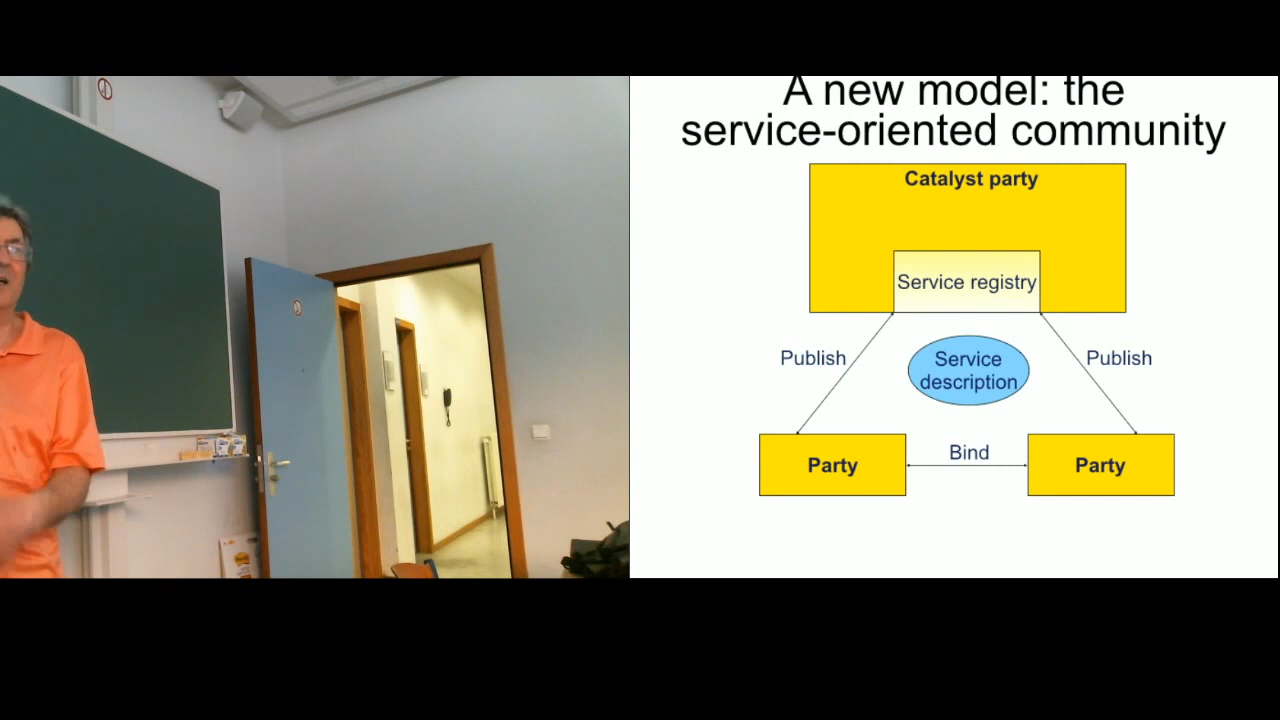 A new model: the
service-oriented community
Catalyst party
Service registry
Publish
Service
description
Publish
Party
Bind
Party